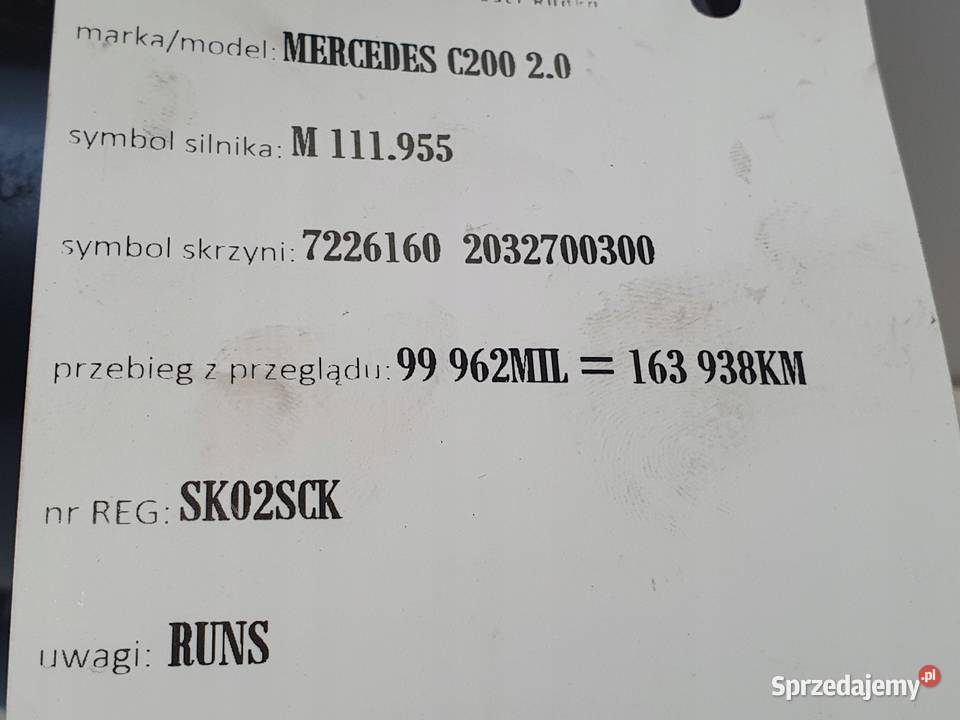 marka/model: MERCEDES C200 2.0
symbol silnika: M 111.955
symbol skrzyni: 7226160 2032700300
przebieg z przeglądu: 99 962MIL = 163 938KM
nr REG: SK02SCK
uwagi: RUNS
Sprzedajemy.pl